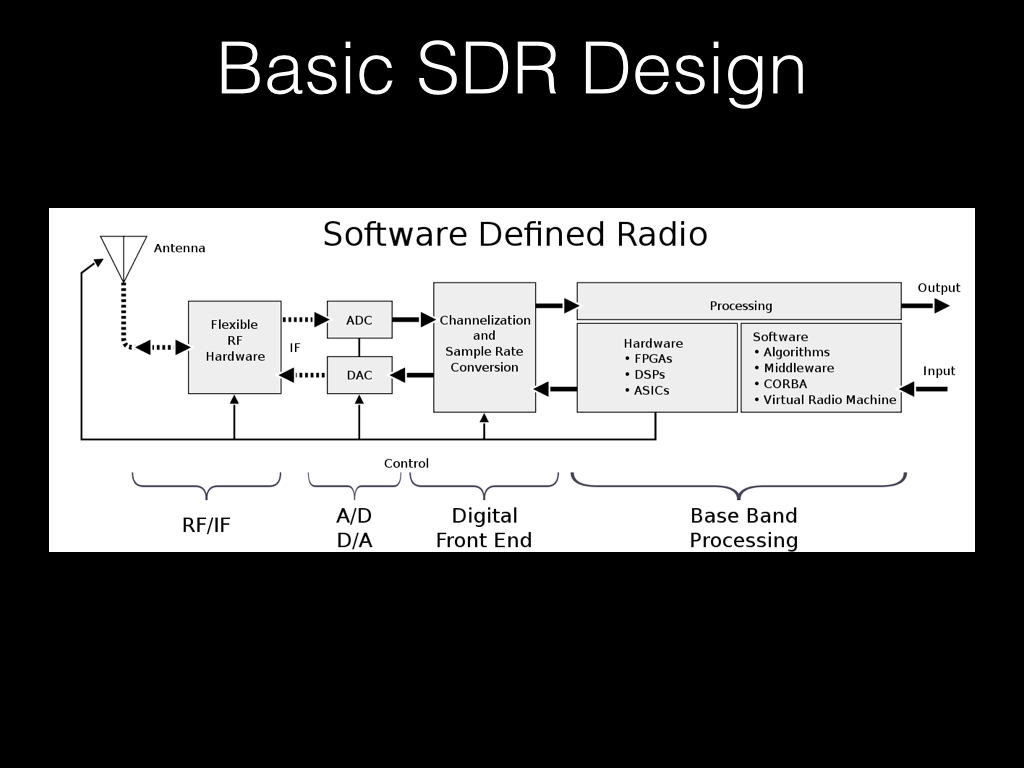 Basic SDR Design
Software Defined Radio
Antenna
Flexible
RF
Hardware
IF
ADC
DAC
Channelization
and
Sample Rate
Conversion
Processing
Hardware
• FPGAs
• DSPs
• ASICs
Software
• Algorithms
• Middleware
• CORBA
• Virtual Radio Machine
Output
Input
Control
RF/IF
A/D
D/A
Digital
Front End
Base Band
Processing